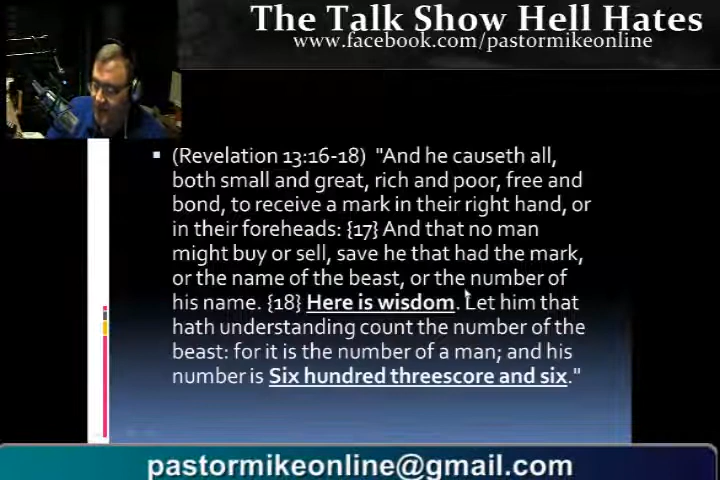 The Talk Show Hell Hates
www.facebook.com/pastormikeonline
(Revelation 13:16-18) "And he causeth all,
both small and great, rich and poor, free and
bond, to receive a mark in their right hand, or
in their foreheads: {17} And that no man
might buy or sell, save he that had the mark,
or the name of the beast, or the number of
his name. {18} Here is wisdom. Let him that
hath understanding count the number of the
beast: for it is the number of a man; and his
number is Six hundred threescore and six."
pastormikeonline@gmail.com